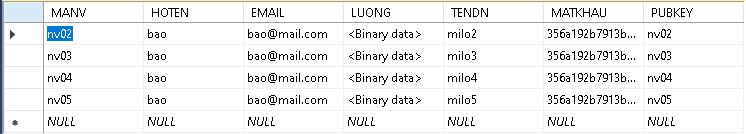 MANV HOTEN EMAIL LUONG TENDN MATKHAU PUBKEY
nv02 bao bao@mail.com <Binary data> milo2 356a192b7913b... nv02
nv03 bao bao@mail.com <Binary data> milo3 356a192b7913b... nv03
nv04 bao bao@mail.com <Binary data> milo4 356a192b7913b... nv04
nv05 bao bao@mail.com <Binary data> milo5 356a192b7913b... nv05
NULL NULL NULL NULL NULL NULL NULL